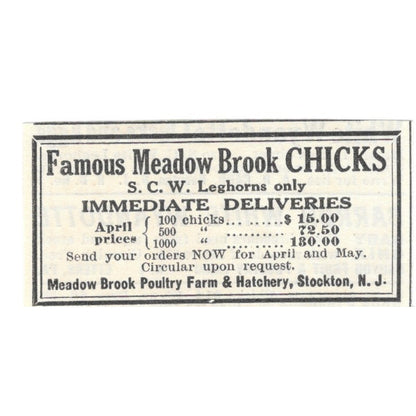 Famous Meadow Brook CHICKS
S. C. W. Leghorns only
IMMEDIATE DELIVERIES
April prices { 100 chicks....$ 15.00
500 " .......... 72.50
1000 " .......... 130.00
Send your orders NOW for April and May.
Circular upon request.
Meadow Brook Poultry Farm & Hatchery, Stockton, N. J.